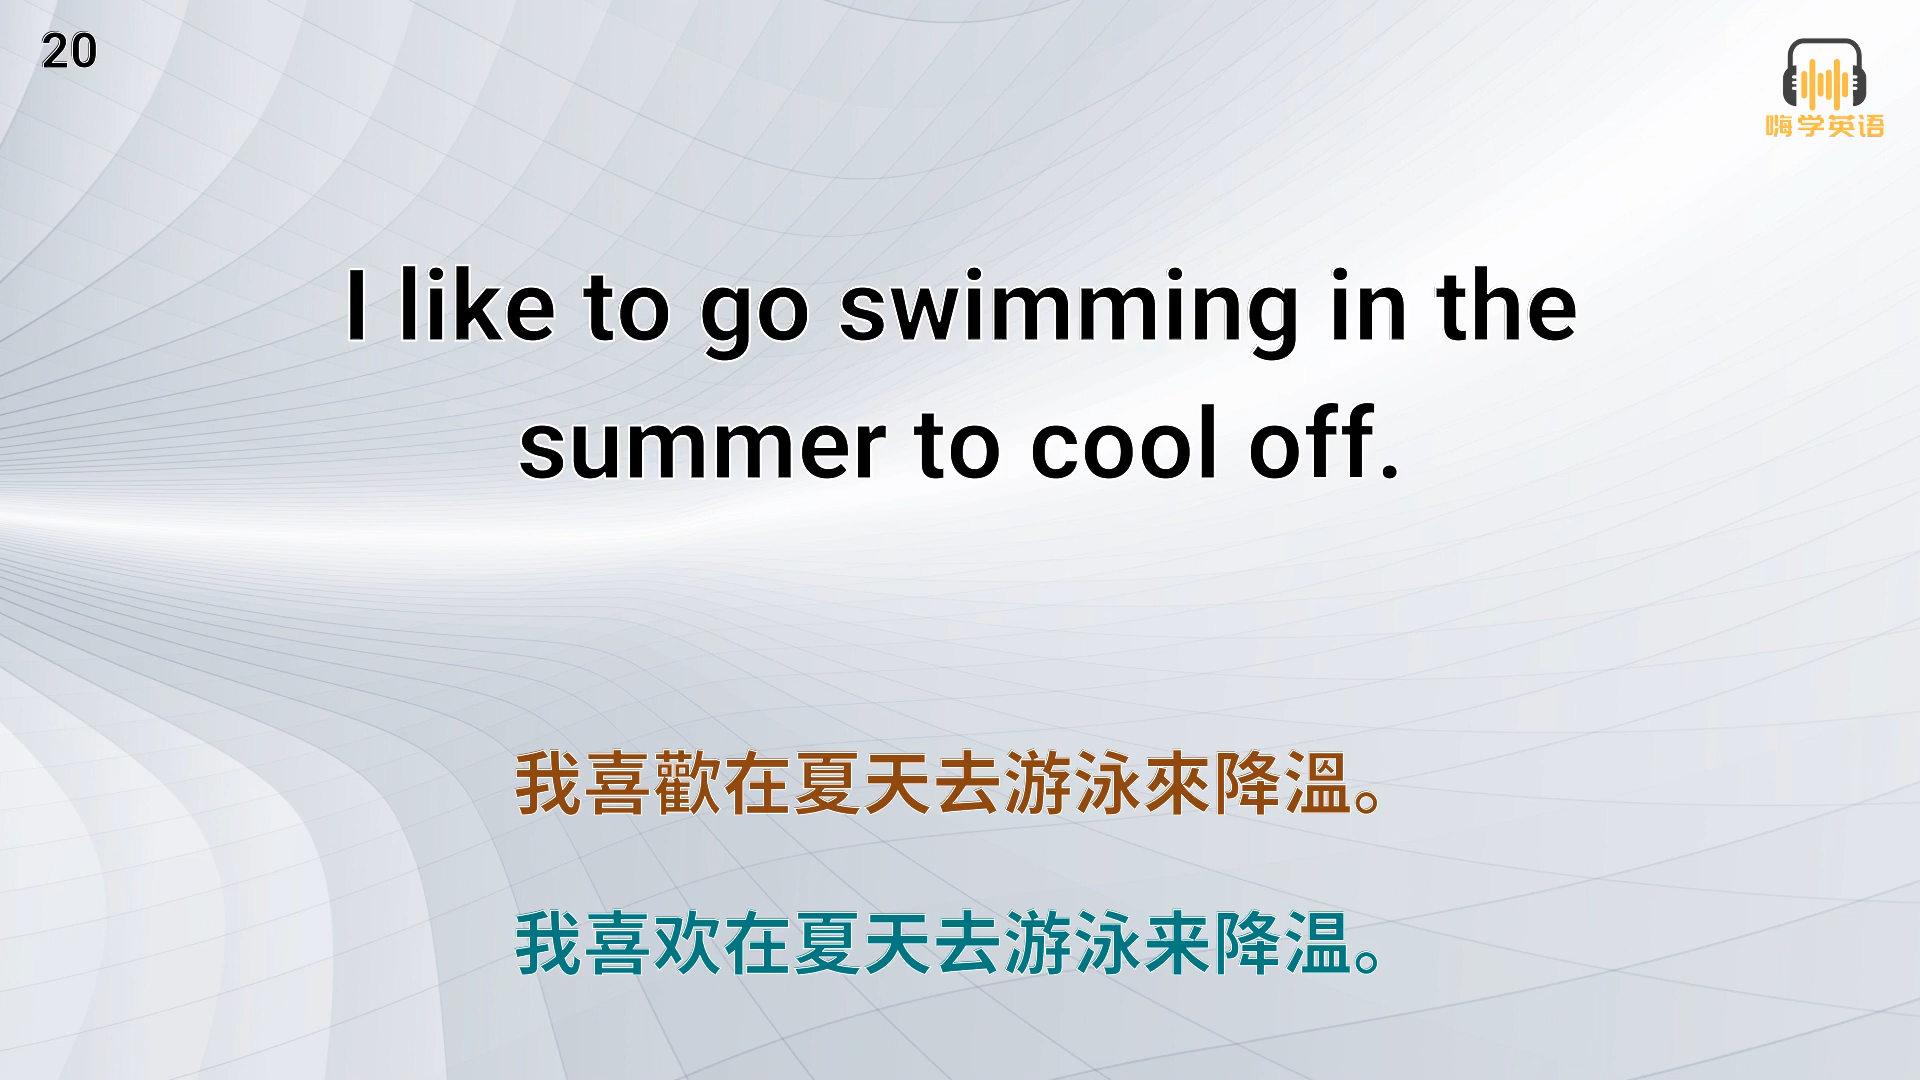 20
嗨学英语
I like to go swimming in the
summer to cool off.
我喜歡在夏天去游泳來降溫。
我喜欢在夏天去游泳来降温。